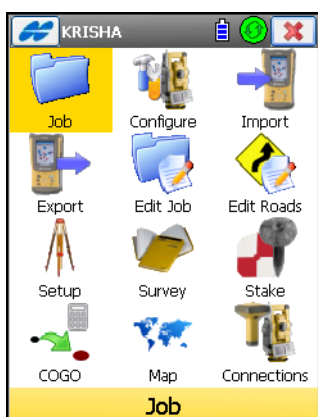 KRISHA
Job Configure Import
Export Edit Job Edit Roads
Setup Survey Stake
COGO Map Connections
Job